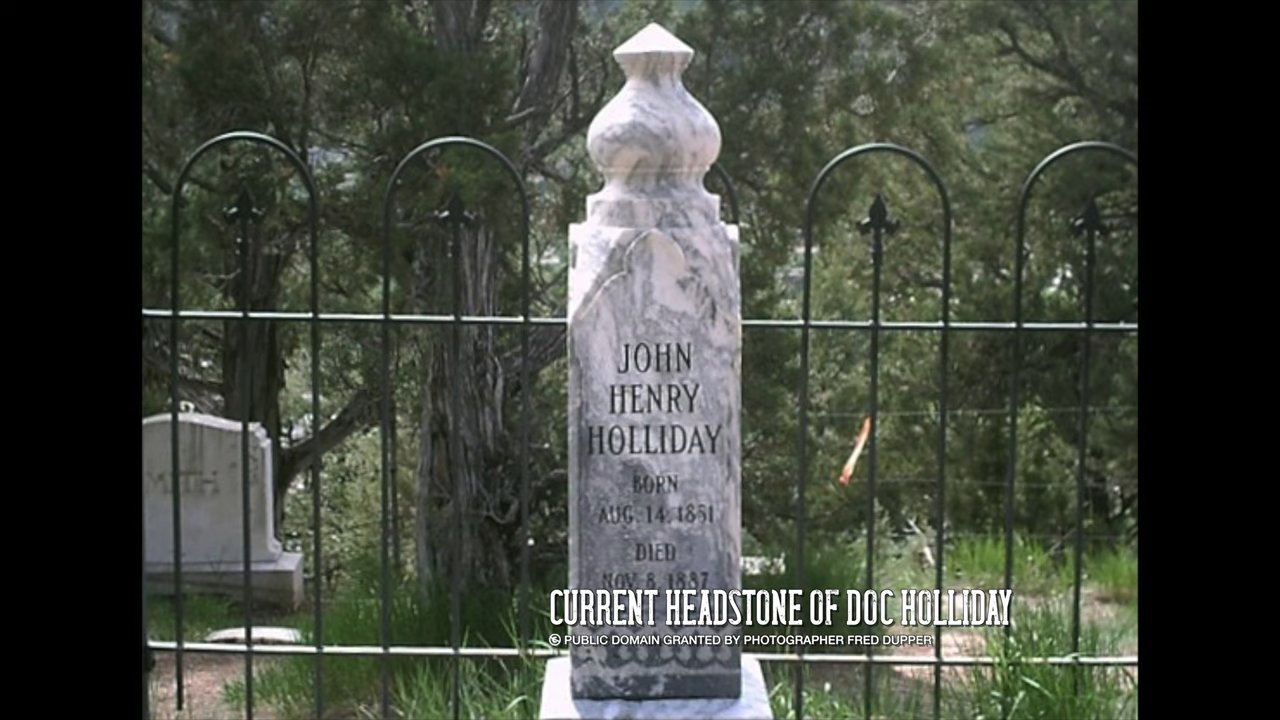 JOHN
HENRY
HOLLIDAY
BORN
AUG. 14, 1851
DIED
NOV. 8, 1887
CURRENT HEADSTONE OF DOC HOLLIDAY
© PUBLIC DOMAIN GRANTED BY PHOTOGRAPHER FRED DUPPER